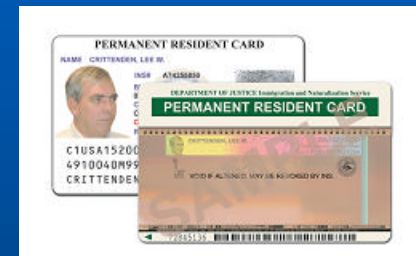 PERMANENT RESIDENT CARD
NAME CRITTENDEN, LEE W.
INS#
C1USA15200
4910040M99
CRITTENDEN
DEPARTMENT OF JUSTICE Immigration and Naturalization Service
PERMANENT RESIDENT CARD
CRITTENDEN, LEE W.
VOID IF ALTERED, MAY BE REVOKED BY INS.
SAMPLE